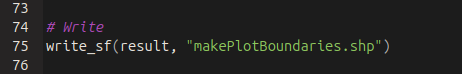 73
74 # Write
75 write_sf(result, "makePlotBoundaries.shp")
76